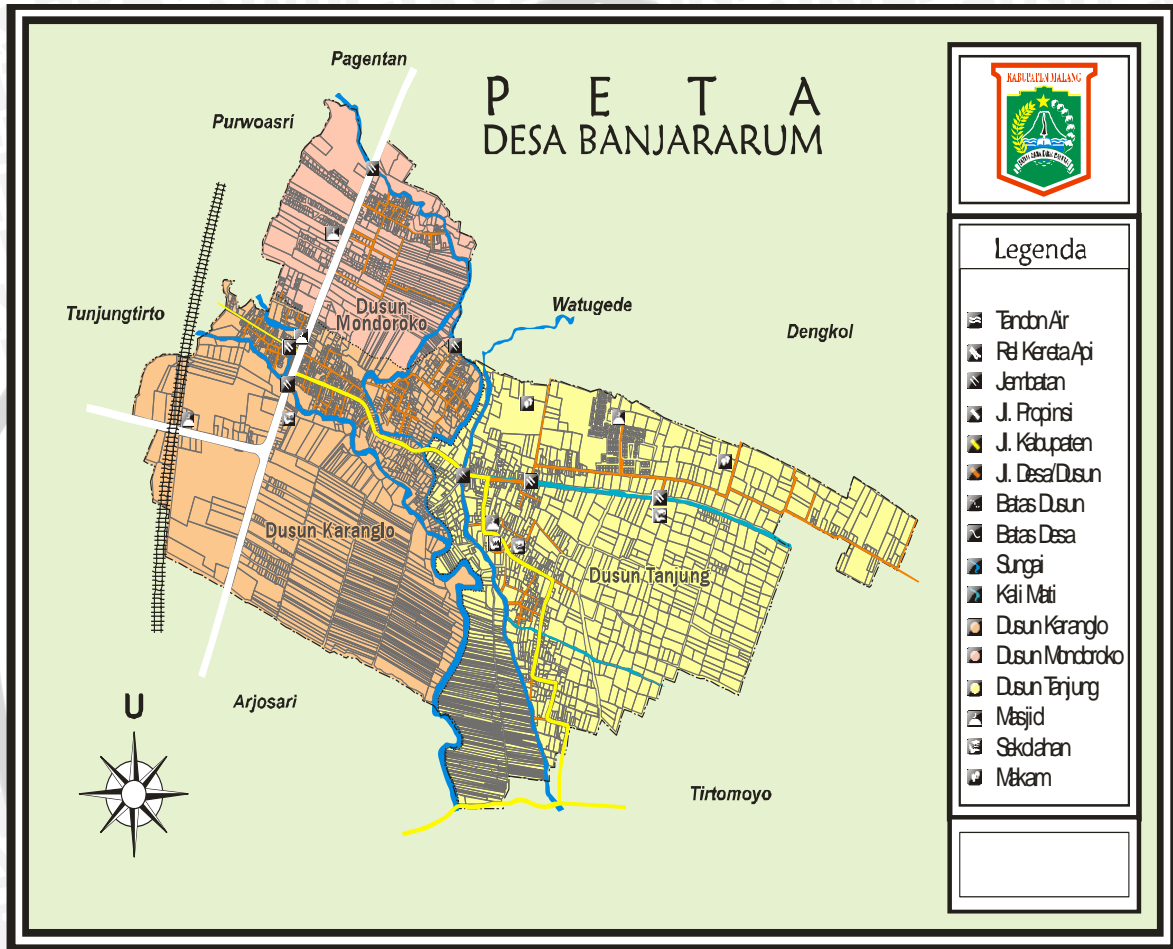 Pagentan
P E T A
DESA BANJARARUM
Purwoasri
Tunjungtirto
Watugede
Dengkol
Dusun
Mondoroko
Dusun Karanglo
Dusun Tanjung
Arjosari
Tirtomoyo
U
KABUPATEN MALANG
Legenda
Tandon Air
Rel Kereta Api
Jembatan
Jl. Propinsi
Jl. Kabupaten
Jl. Desa/Dusun
Batas Dusun
Batas Desa
Sungai
Kali Mati
Dusun Karanglo
Dusun Mondoroko
Dusun Tanjung
Masjid
Sekolahan
Makam